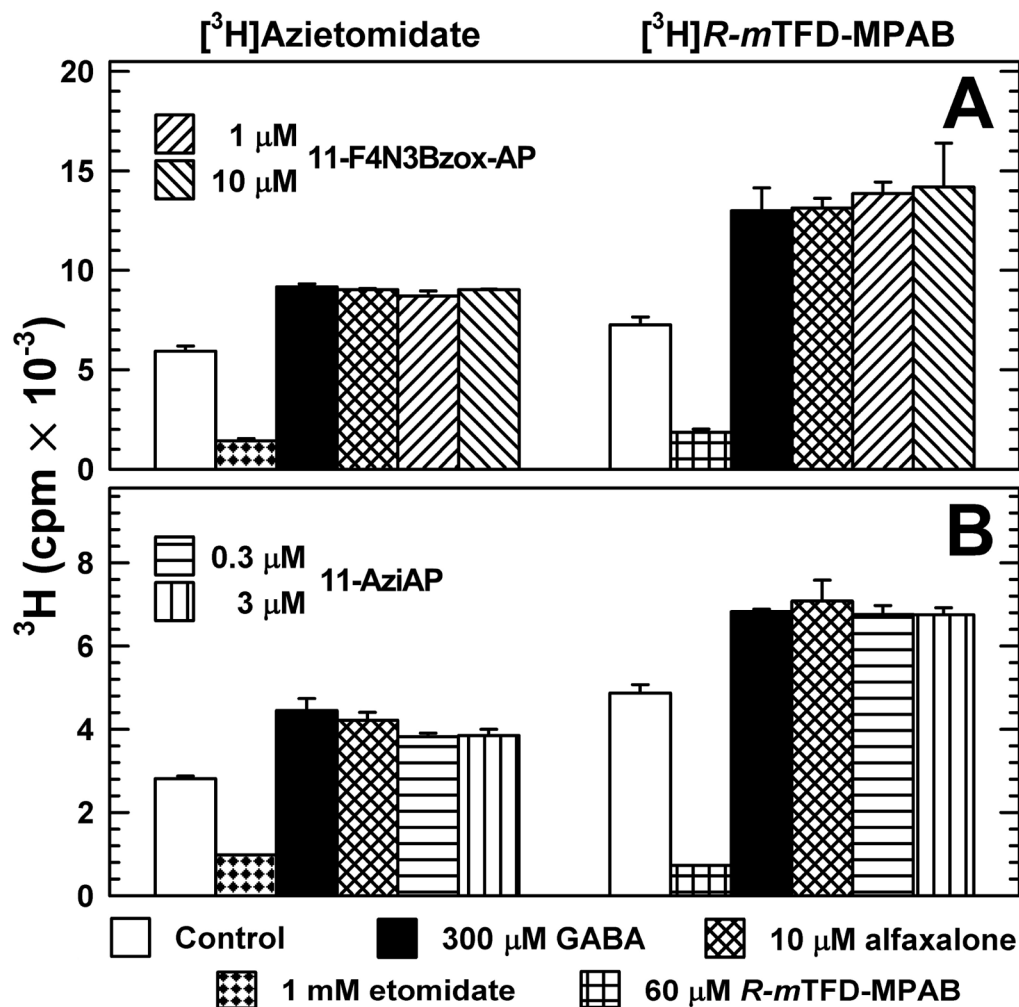 [³H]Azietomidate [³H]R-mTFD-MPAB
A
20
15
10
5
0
1 μM
10 μM
11-F4N3Bzox-AP
³H (cpm × 10⁻³)
B
8
6
4
2
0
0.3 μM
3 μM
11-AziAP
Control 300 μM GABA 10 μM alfaxalone
1 mM etomidate 60 μM R-mTFD-MPAB